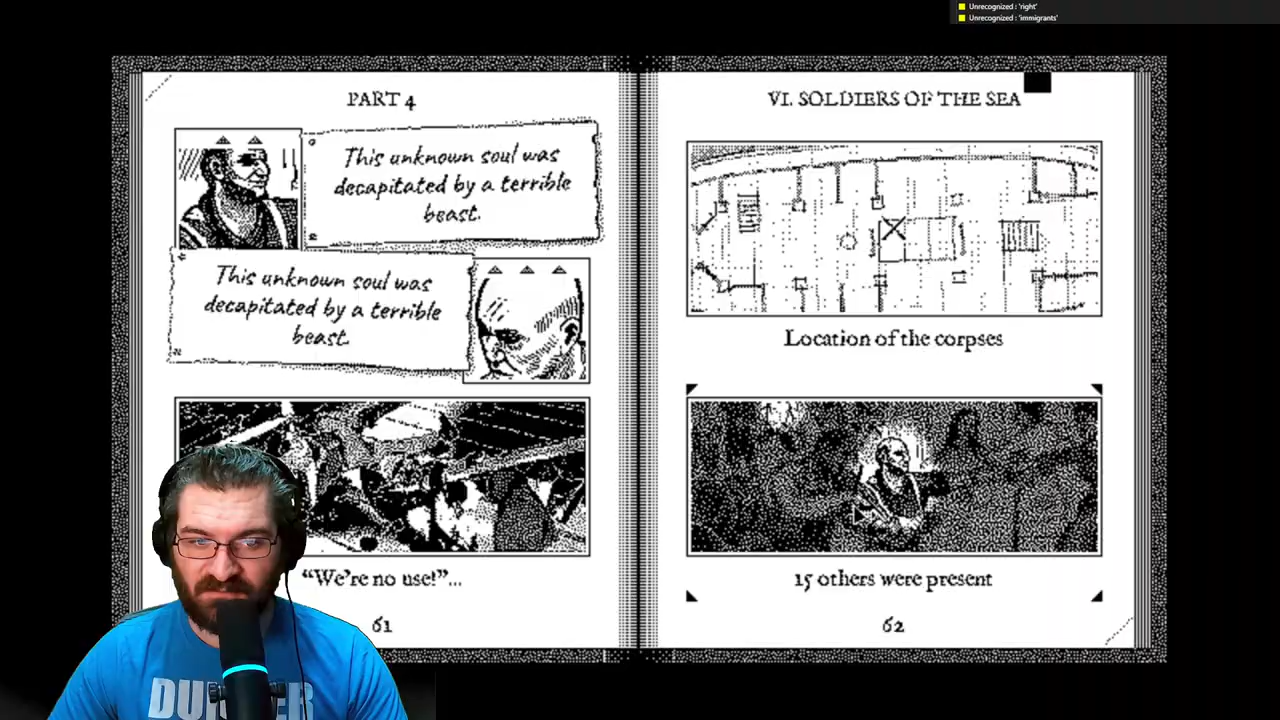 Unrecognized : 'right'
Unrecognized : 'immigrants'
PART 4
This unknown soul was
decapitated by a terrible
beast.
This unknown soul was
decapitated by a terrible
beast.
"We're no use!"...
61
VI. SOLDIERS OF THE SEA
Location of the corpses
15 others were present
62